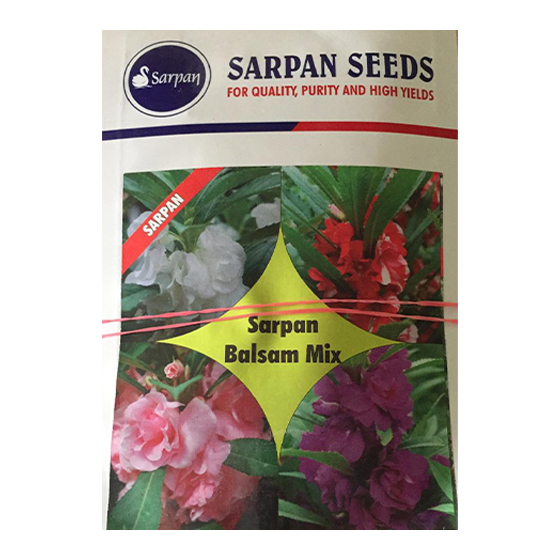 Sarpan
SARPAN SEEDS
FOR QUALITY, PURITY AND HIGH YIELDS
SARPAN
Sarpan
Balsam Mix